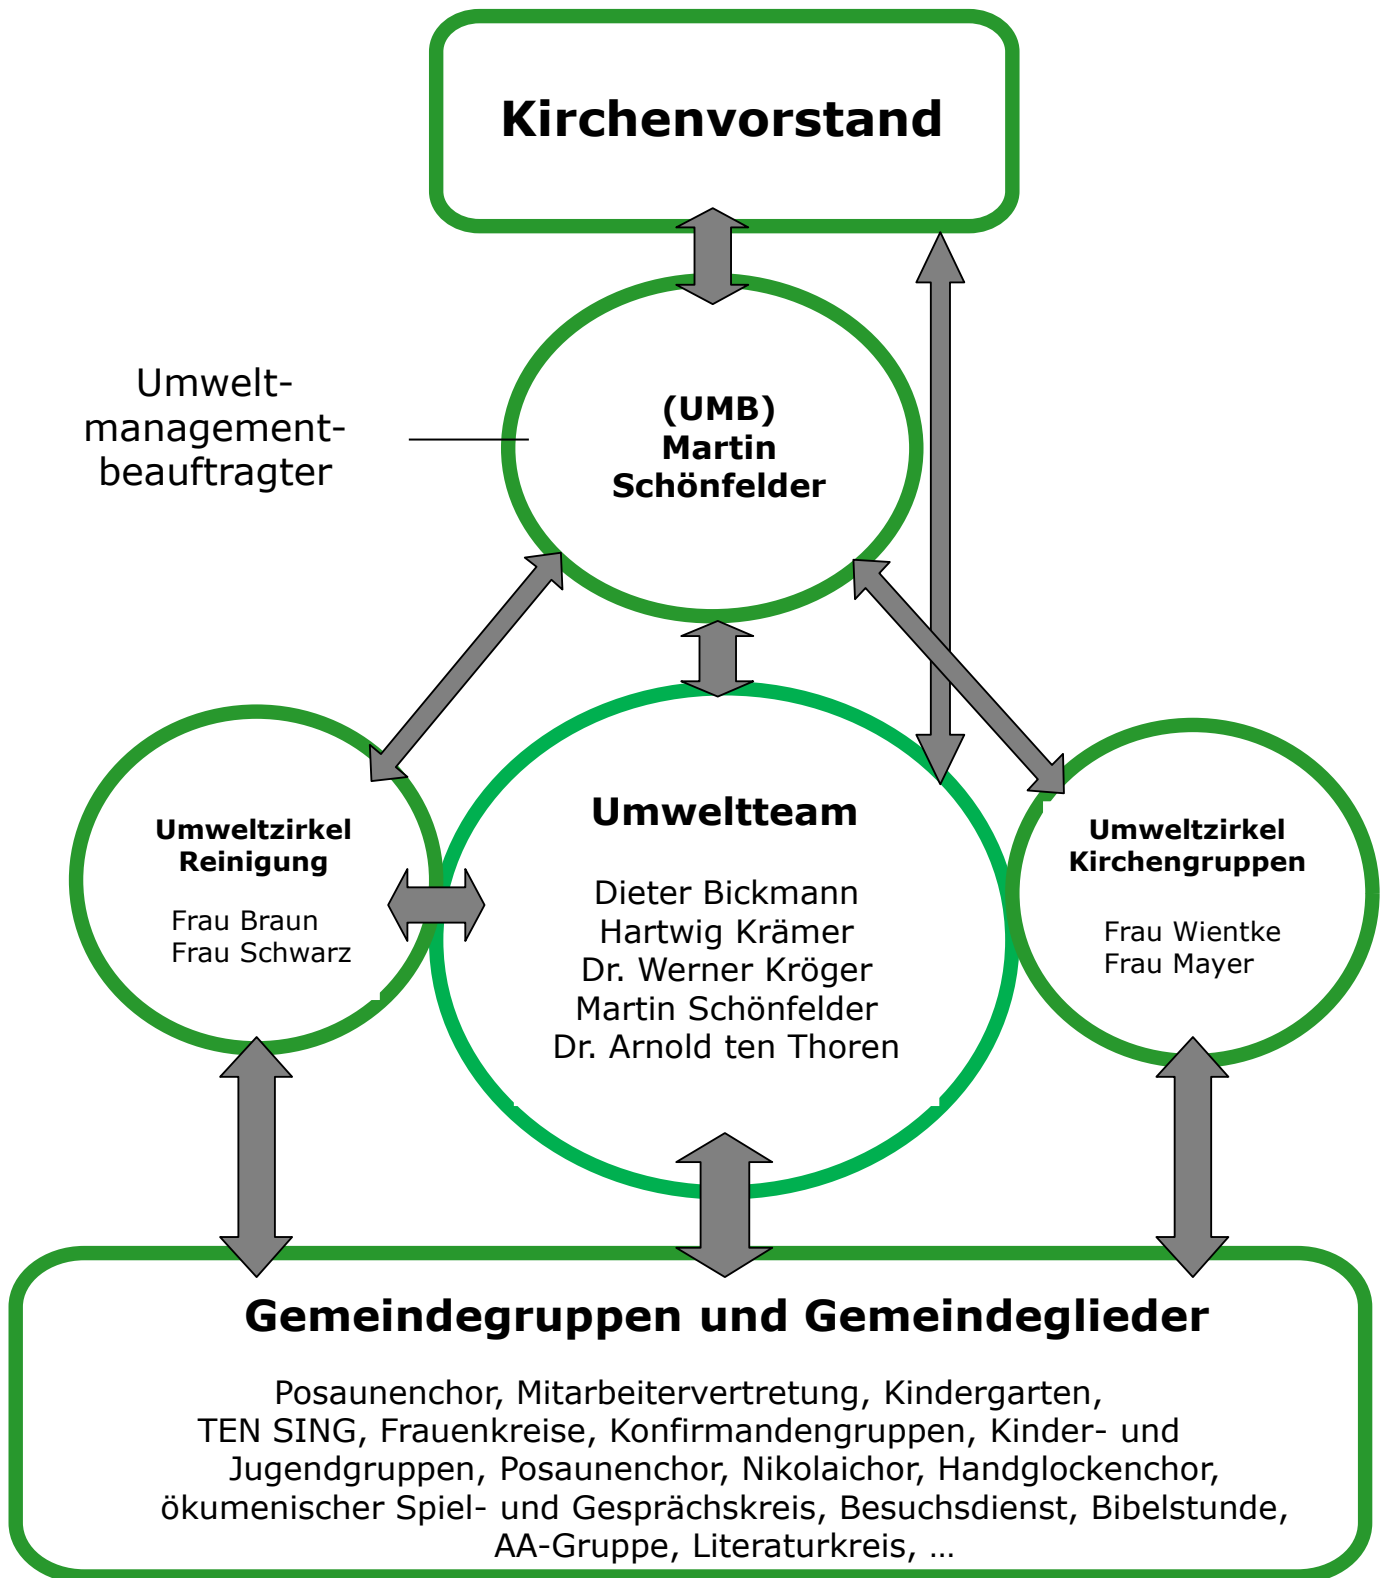 Kirchenvorstand
Umwelt-
management-
beauftragter
(UMB)
Martin
Schönfelder
Umweltzirkel
Reinigung
Frau Braun
Frau Schwarz
Umweltteam
Dieter Bickmann
Hartwig Krämer
Dr. Werner Kröger
Martin Schönfelder
Dr. Arnold ten Thoren
Umweltzirkel
Kirchengruppen
Frau Wientke
Frau Mayer
Gemeindegruppen und Gemeindeglieder
Posaunenchor, Mitarbeitervertretung, Kindergarten,
TEN SING, Frauenkreise, Konfirmandengruppen, Kinder- und
Jugendgruppen, Posaunenchor, Nikolaichor, Handglockenchor,
ökumenischer Spiel- und Gesprächskreis, Besuchsdienst, Bibelstunde,
AA-Gruppe, Literaturkreis, …